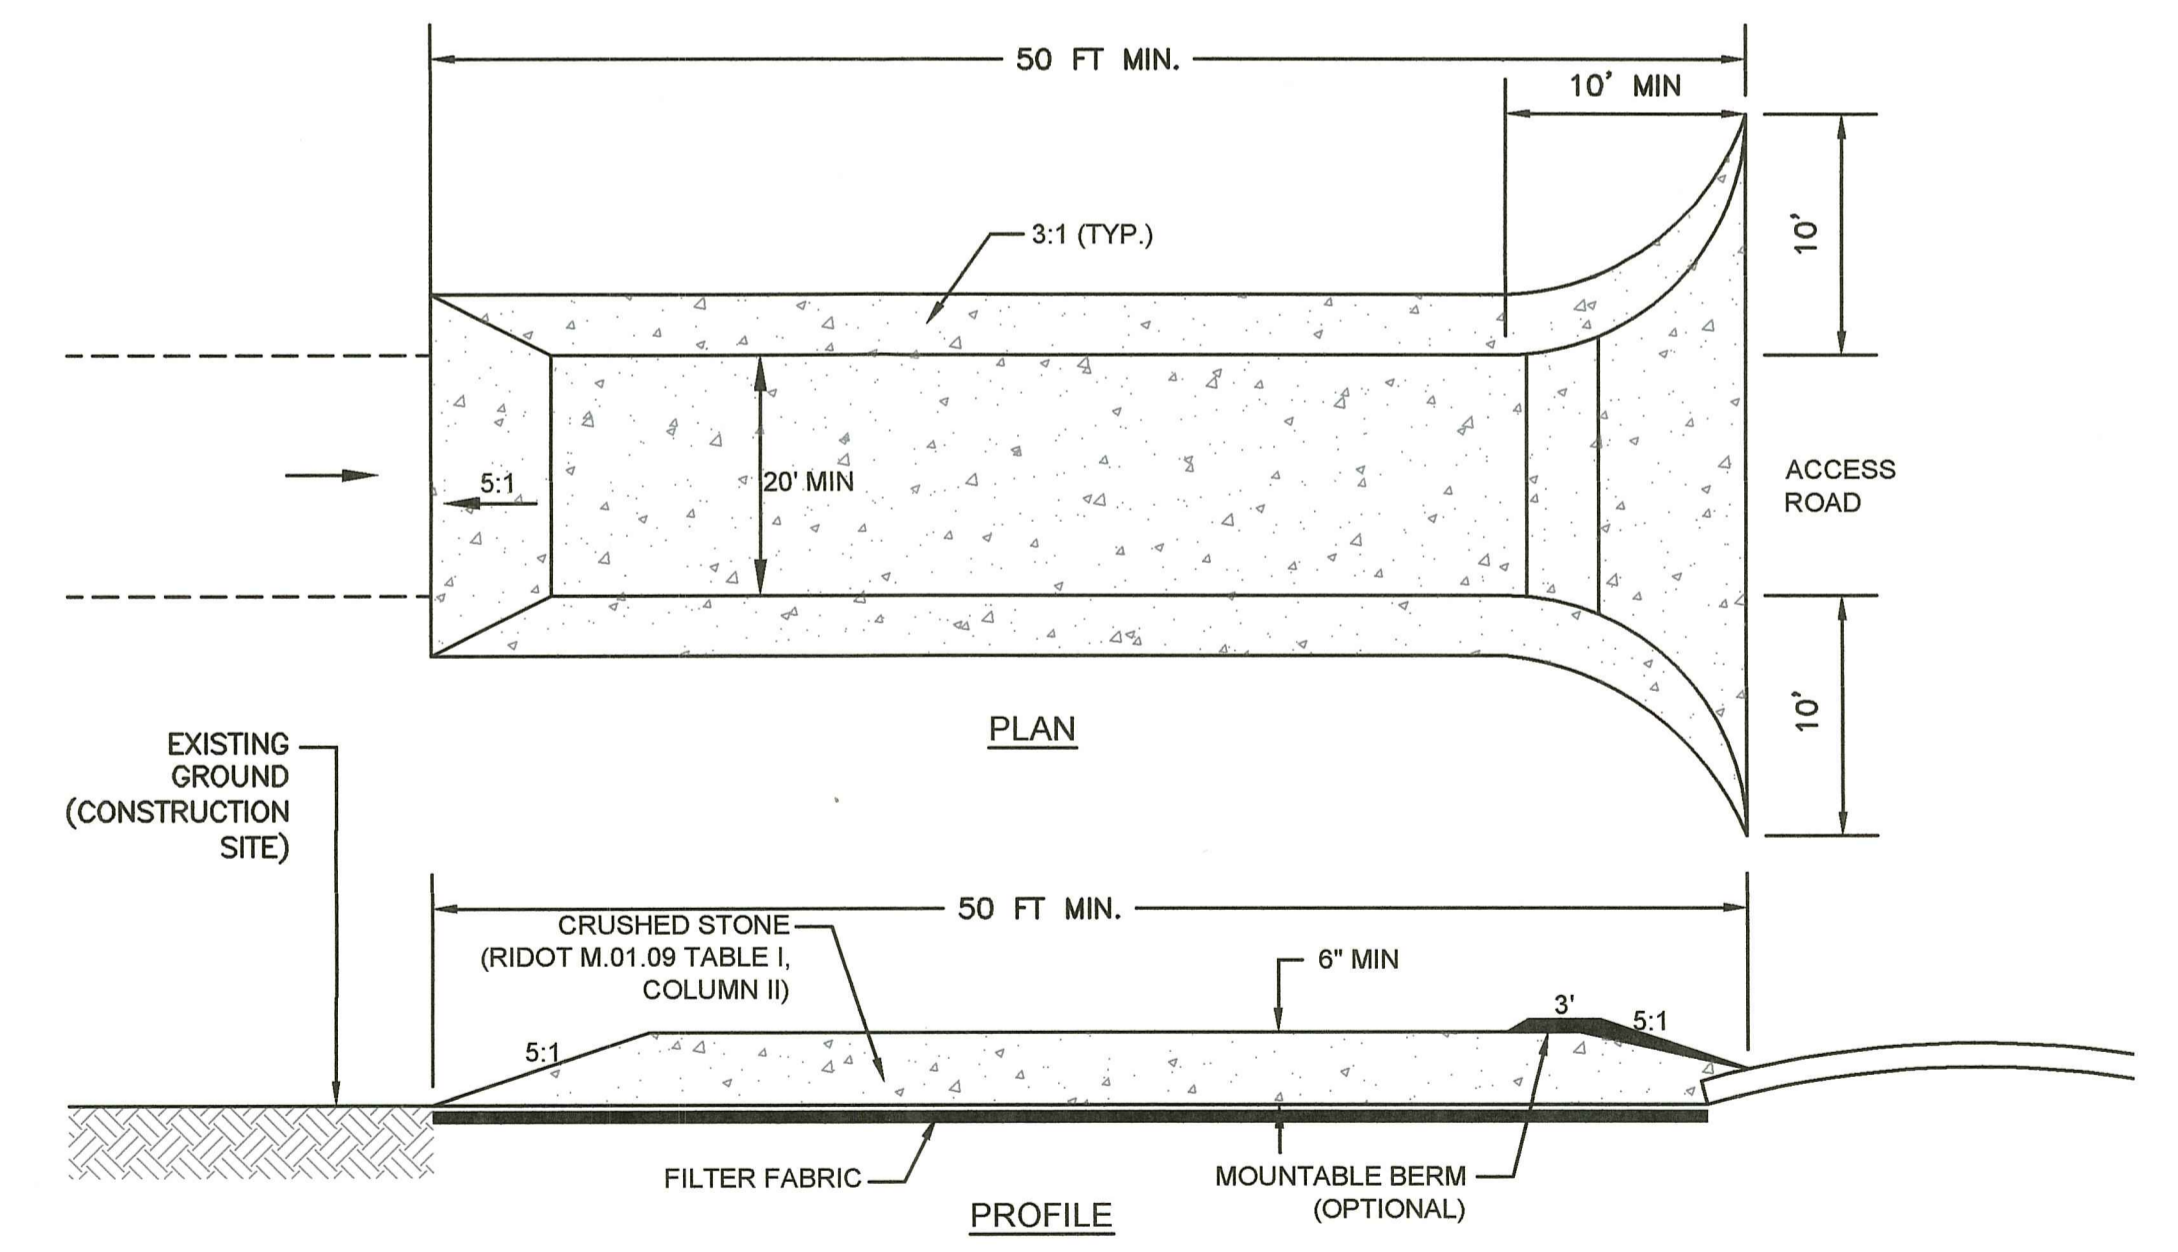 50 FT MIN.
10' MIN
10'
3:1 (TYP.)
5:1
20' MIN
ACCESS
ROAD
10'
PLAN
EXISTING
GROUND
(CONSTRUCTION
SITE)
50 FT MIN.
CRUSHED STONE
(RIDOT M.01.09 TABLE I,
COLUMN II)
6" MIN
3'
5:1
5:1
FILTER FABRIC
MOUNTABLE BERM
(OPTIONAL)
PROFILE